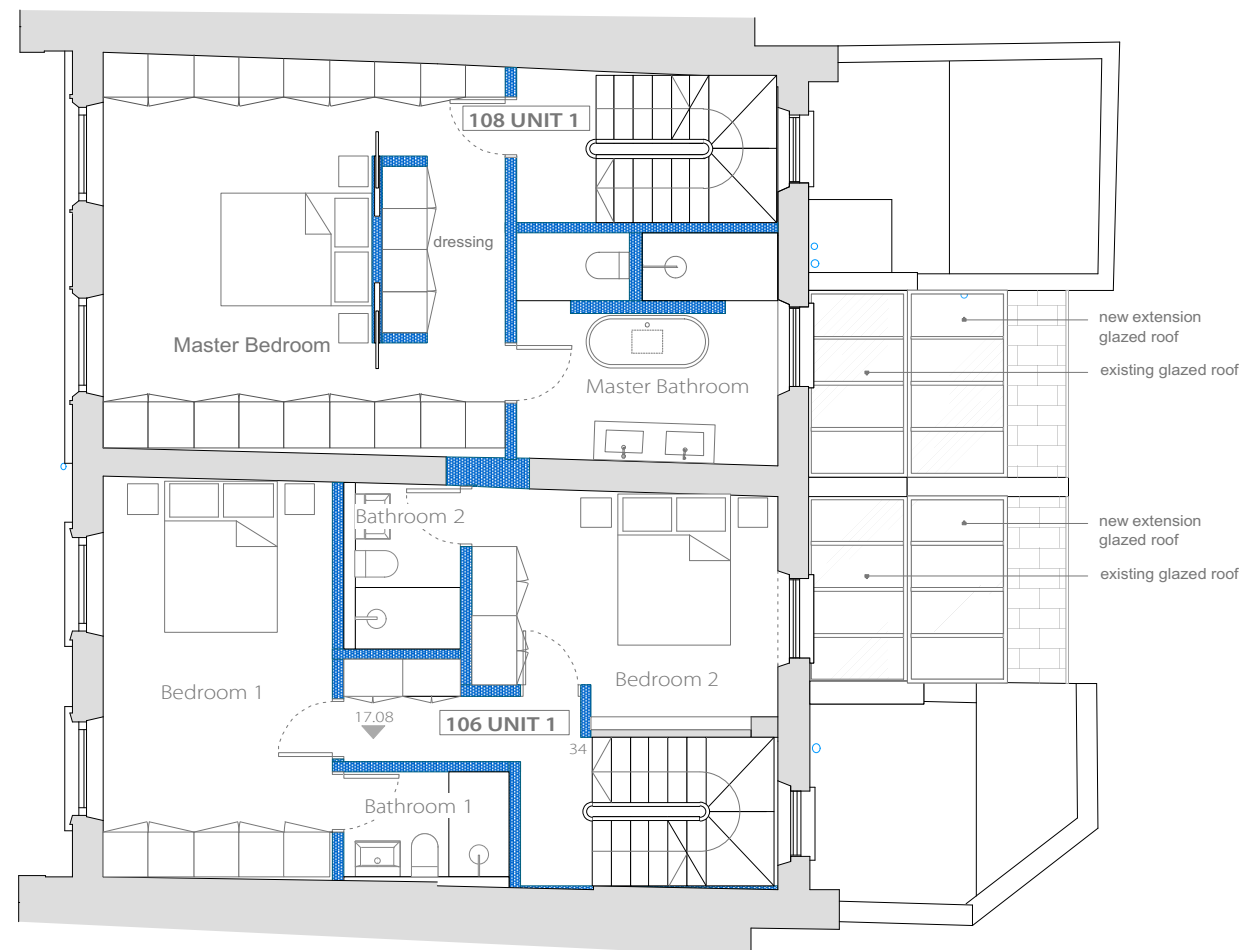 108 UNIT 1
dressing
Master Bedroom
Master Bathroom
new extension
glazed roof
existing glazed roof
Bathroom 2
new extension
glazed roof
existing glazed roof
Bedroom 1
Bedroom 2
17.08
106 UNIT 1
34
Bathroom 1